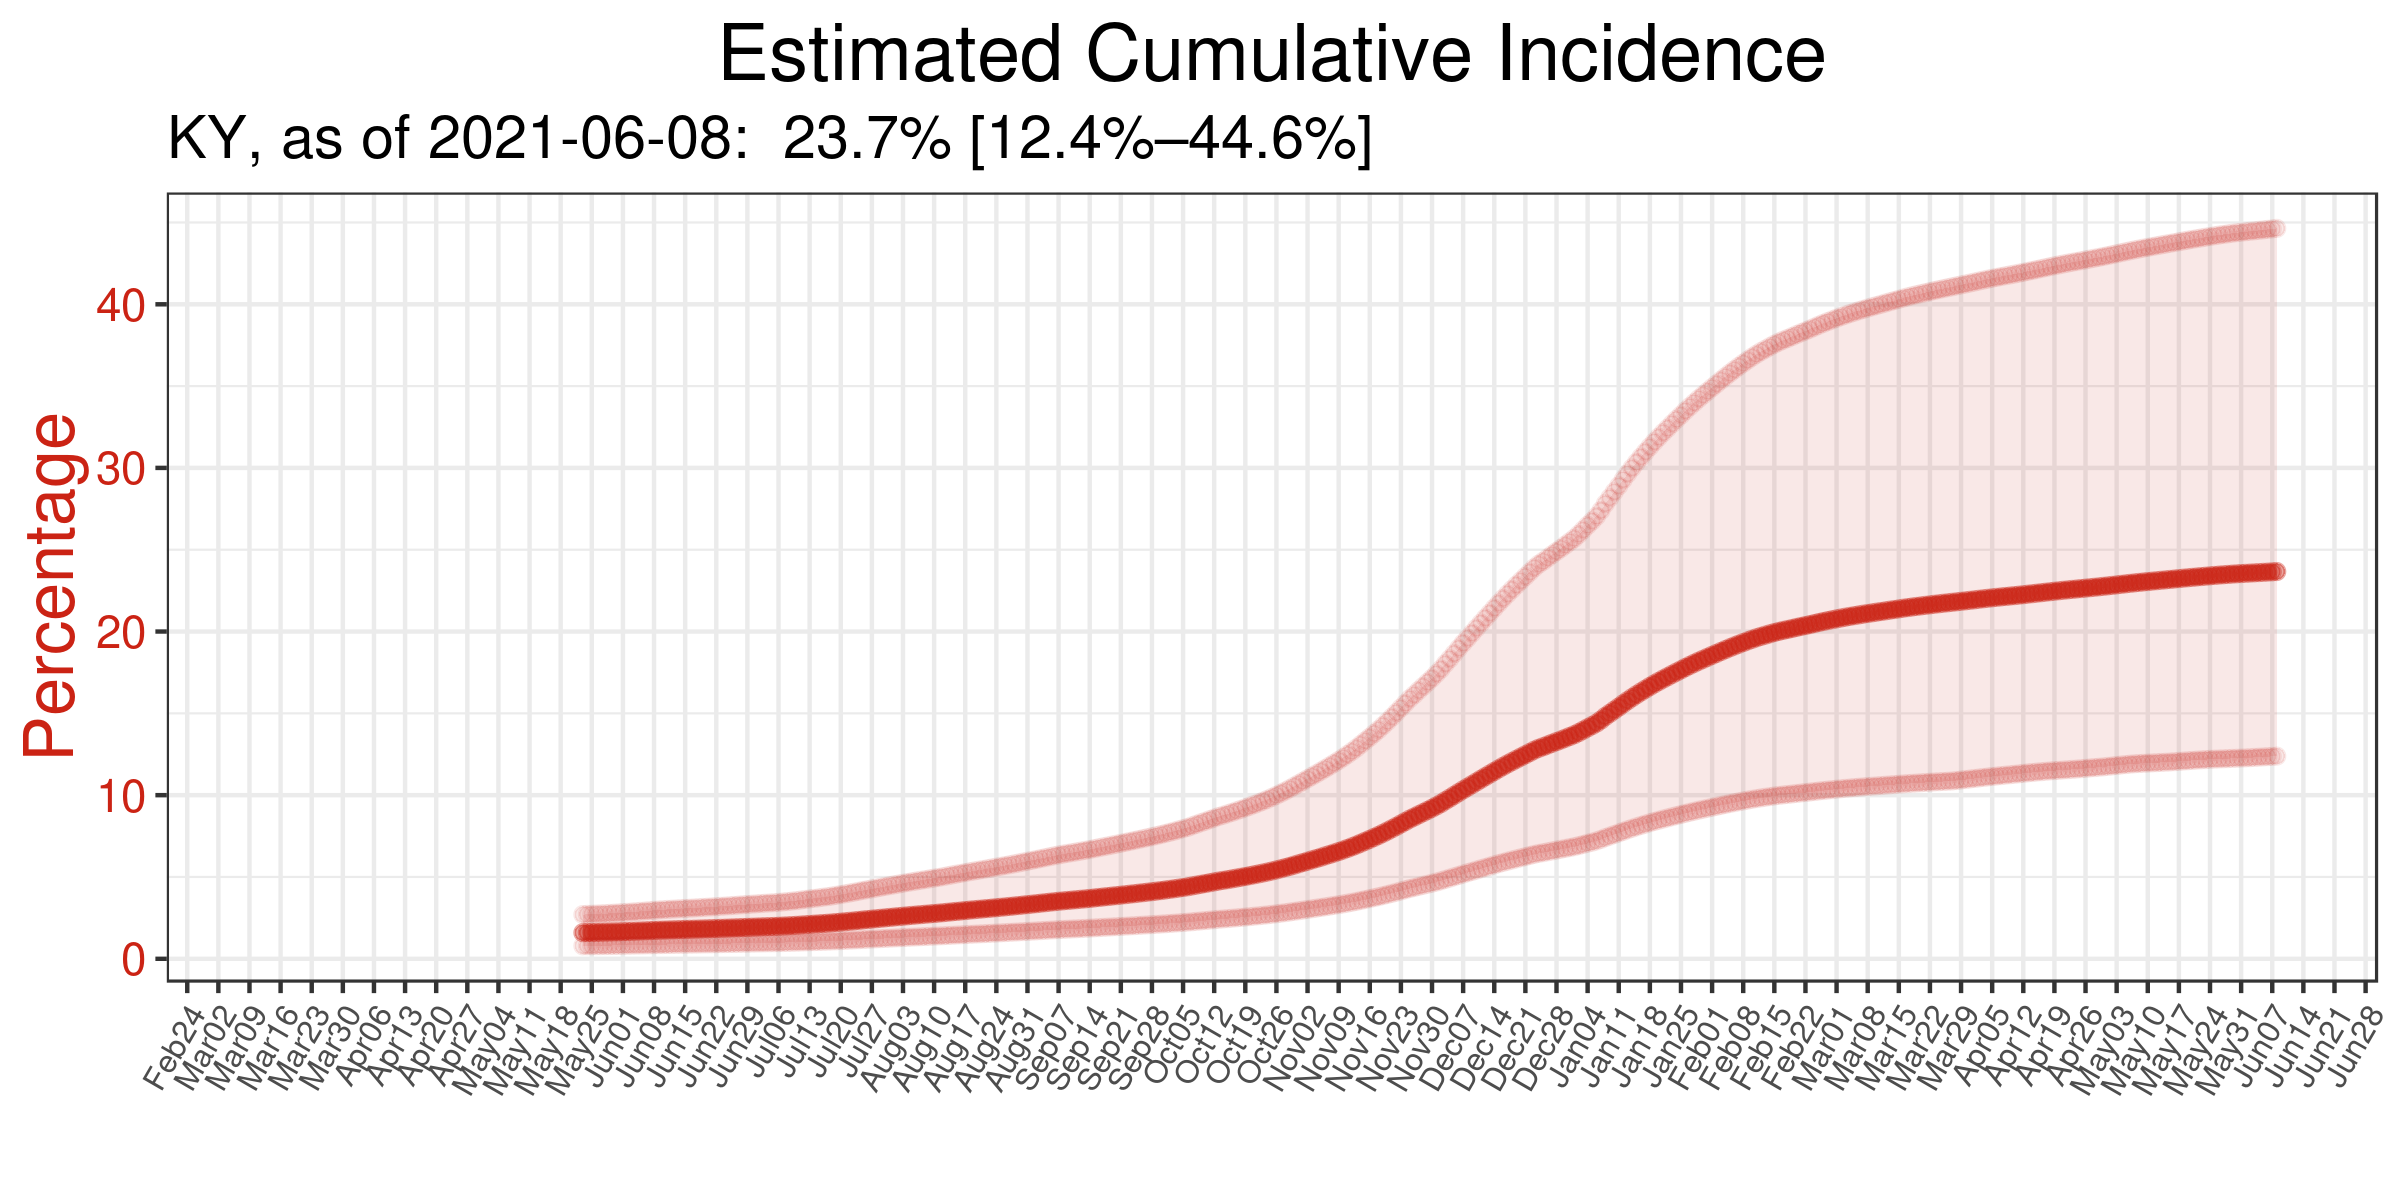 Estimated Cumulative Incidence
KY, as of 2021-06-08:  23.7% [12.4%–44.6%]
Percentage
40
30
20
10
0
Feb24
Mar02
Mar09
Mar16
Mar23
Mar30
Apr06
Apr13
Apr20
Apr27
May04
May11
May18
May25
Jun01
Jun08
Jun15
Jun22
Jun29
Jul06
Jul13
Jul20
Jul27
Aug03
Aug10
Aug17
Aug24
Aug31
Sep07
Sep14
Sep21
Sep28
Oct05
Oct12
Oct19
Oct26
Nov02
Nov09
Nov16
Nov23
Nov30
Dec07
Dec14
Dec21
Dec28
Jan04
Jan11
Jan18
Jan25
Feb01
Feb08
Feb15
Feb22
Mar01
Mar08
Mar15
Mar22
Mar29
Apr05
Apr12
Apr19
Apr26
May03
May10
May17
May24
May31
Jun07
Jun14
Jun21
Jun28